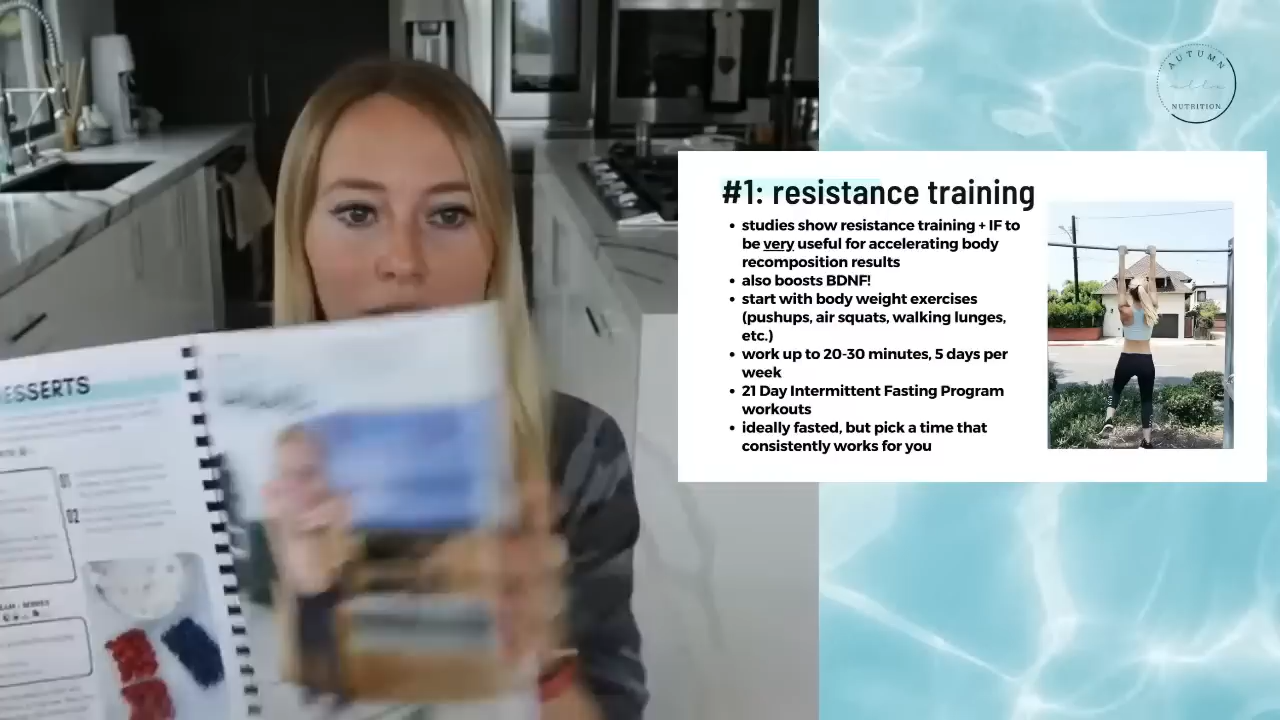 AUTUMN
elle
NUTRITION
#1: resistance training
studies show resistance training + IF to
be very useful for accelerating body
recomposition results
also boosts BDNF!
start with body weight exercises
(pushups, air squats, walking lunges,
etc.)
work up to 20-30 minutes, 5 days per
week
21 Day Intermittent Fasting Program
workouts
ideally fasted, but pick a time that
consistently works for you
ESSERTS
01
02